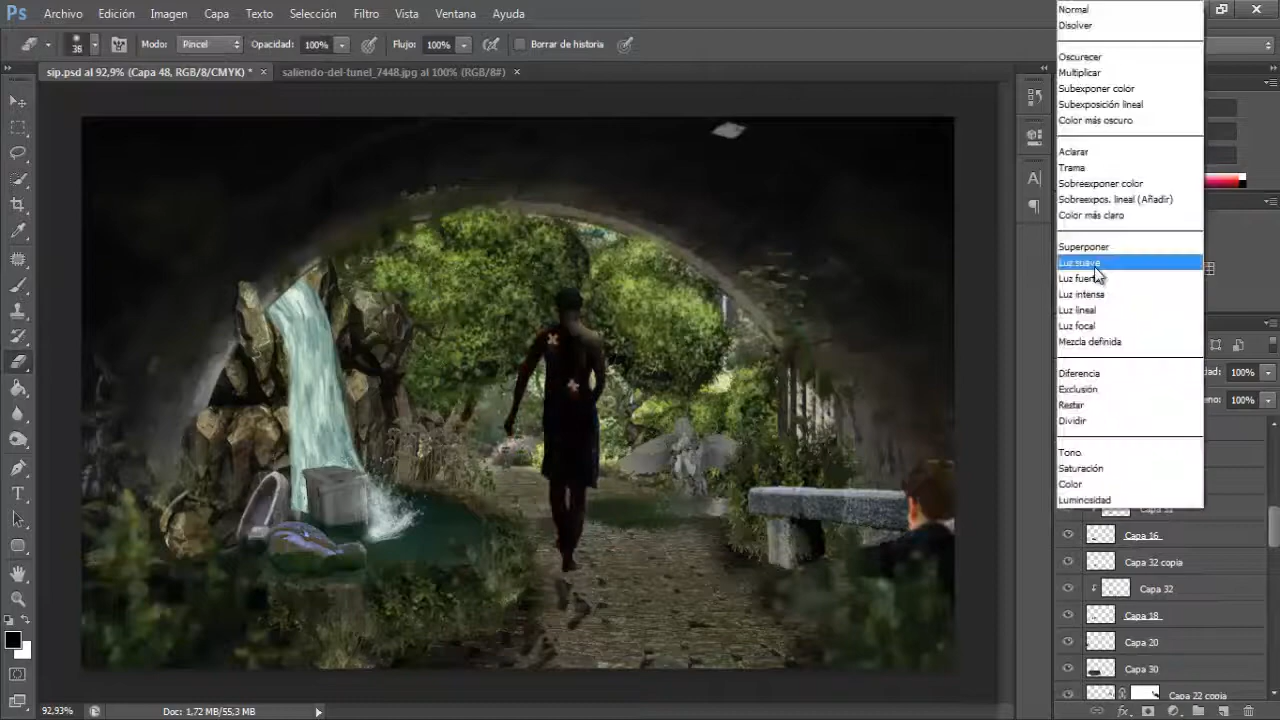 Ps Archivo Edición Imagen Capa Texto Selección Filtro Vista Ventana Ayuda
36 Modo: Pincel Opacidad: 100% Flujo: 100% Borrar de historia
sip.psd al 92,9% (Capa 48, RGB/8/CMYK) * × saliendo-del-tunel_7448.jpg al 100% (RGB/8#) ×
Normal
Disolver
Oscurecer
Multiplicar
Subexponer color
Subexposición lineal
Color más oscuro
Aclarar
Trama
Sobreexponer color
Sobreexpos. lineal (Añadir)
Color más claro
Superponer
Luz suave
Luz fuerte
Luz intensa
Luz lineal
Luz focal
Mezcla definida
Diferencia
Exclusión
Restar
Dividir
Tono
Saturación
Color
Luminosidad
dad: 100%
eno: 100%
Capa 16
Capa 32 copia
Capa 32
Capa 18
Capa 20
Capa 30
Capa 22 copia
92,93% Doc: 1,72 MB/55,3 MB